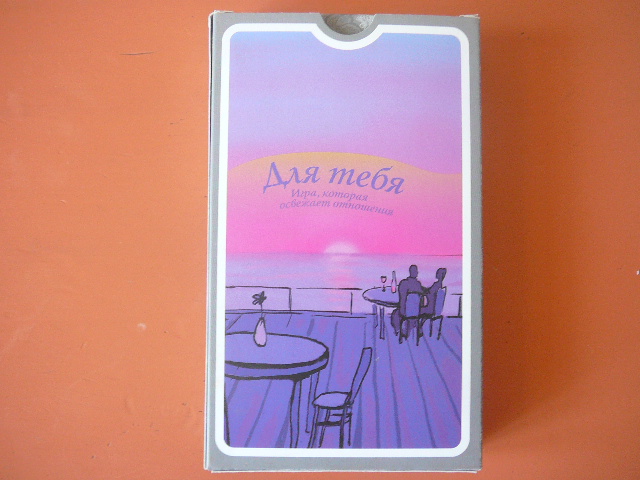 Для тебя
Игра, которая
освежает отношения